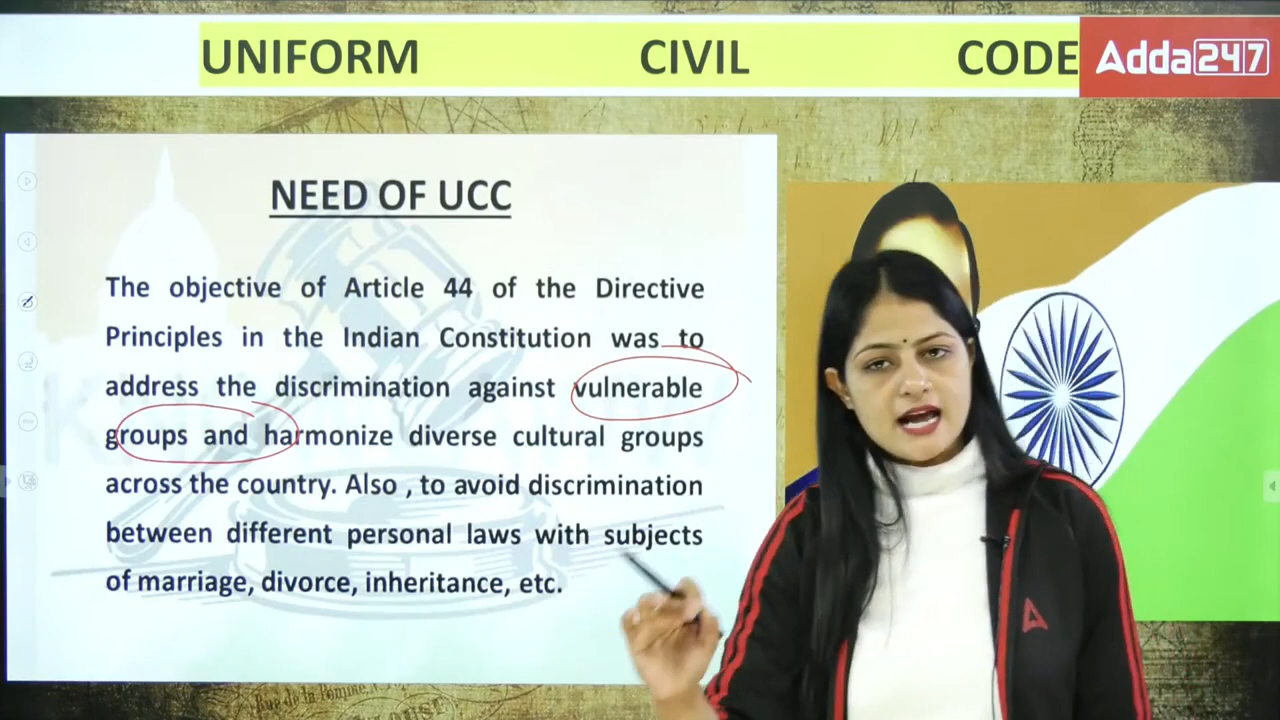 UNIFORM CIVIL CODE
Adda247
NEED OF UCC
The objective of Article 44 of the Directive
Principles in the Indian Constitution was to
address the discrimination against vulnerable
groups and harmonize diverse cultural groups
across the country. Also , to avoid discrimination
between different personal laws with subjects
of marriage, divorce, inheritance, etc.